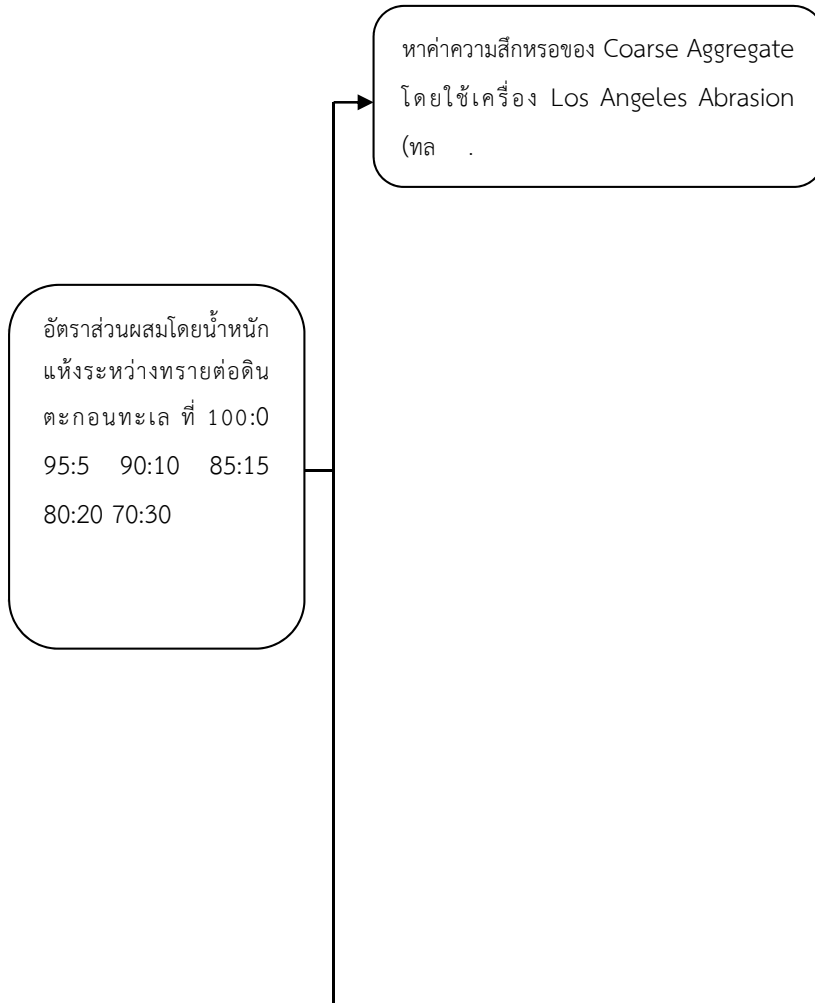 หาค่าความสึกหรอของ Coarse Aggregate
โดยใช้เครื่อง Los Angeles Abrasion
(ทล .
อัตราส่วนผสมโดยน้ำหนัก
แห้งระหว่างทรายต่อดิน
ตะกอนทะเล ที่ 100:0
95:5 90:10 85:15
80:20 70:30